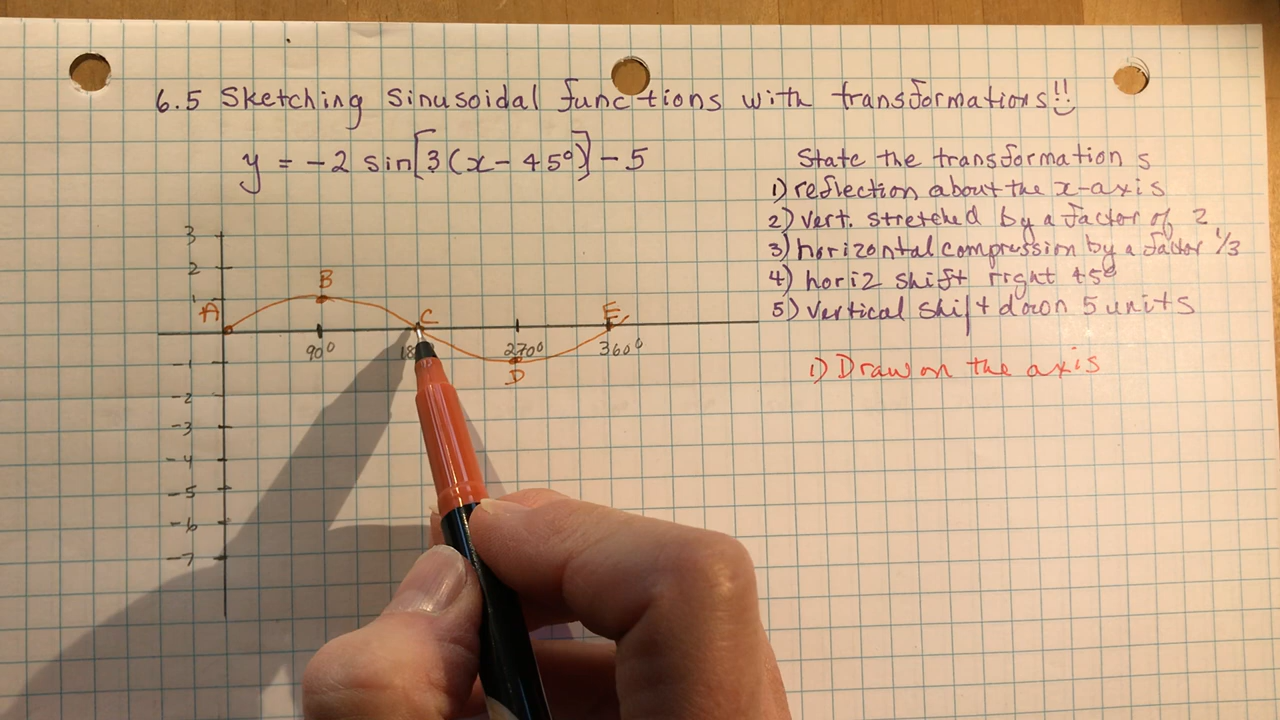 6.5 Sketching Sinusoidal functions with transformations!!
y = -2 sin[3(x - 45°)] - 5
State the transformations
1) reflection about the x-axis
2) vert. stretched by a factor of 2
3) horizontal compression by a factor 1/3
4) horiz shift right 45°
5) vertical shift down 5 units
1) Draw on the axis
3
2
1
A
B
C
E
90°
18
270°
360°
D
-1
-2
-3
-4
-5
-6
-7